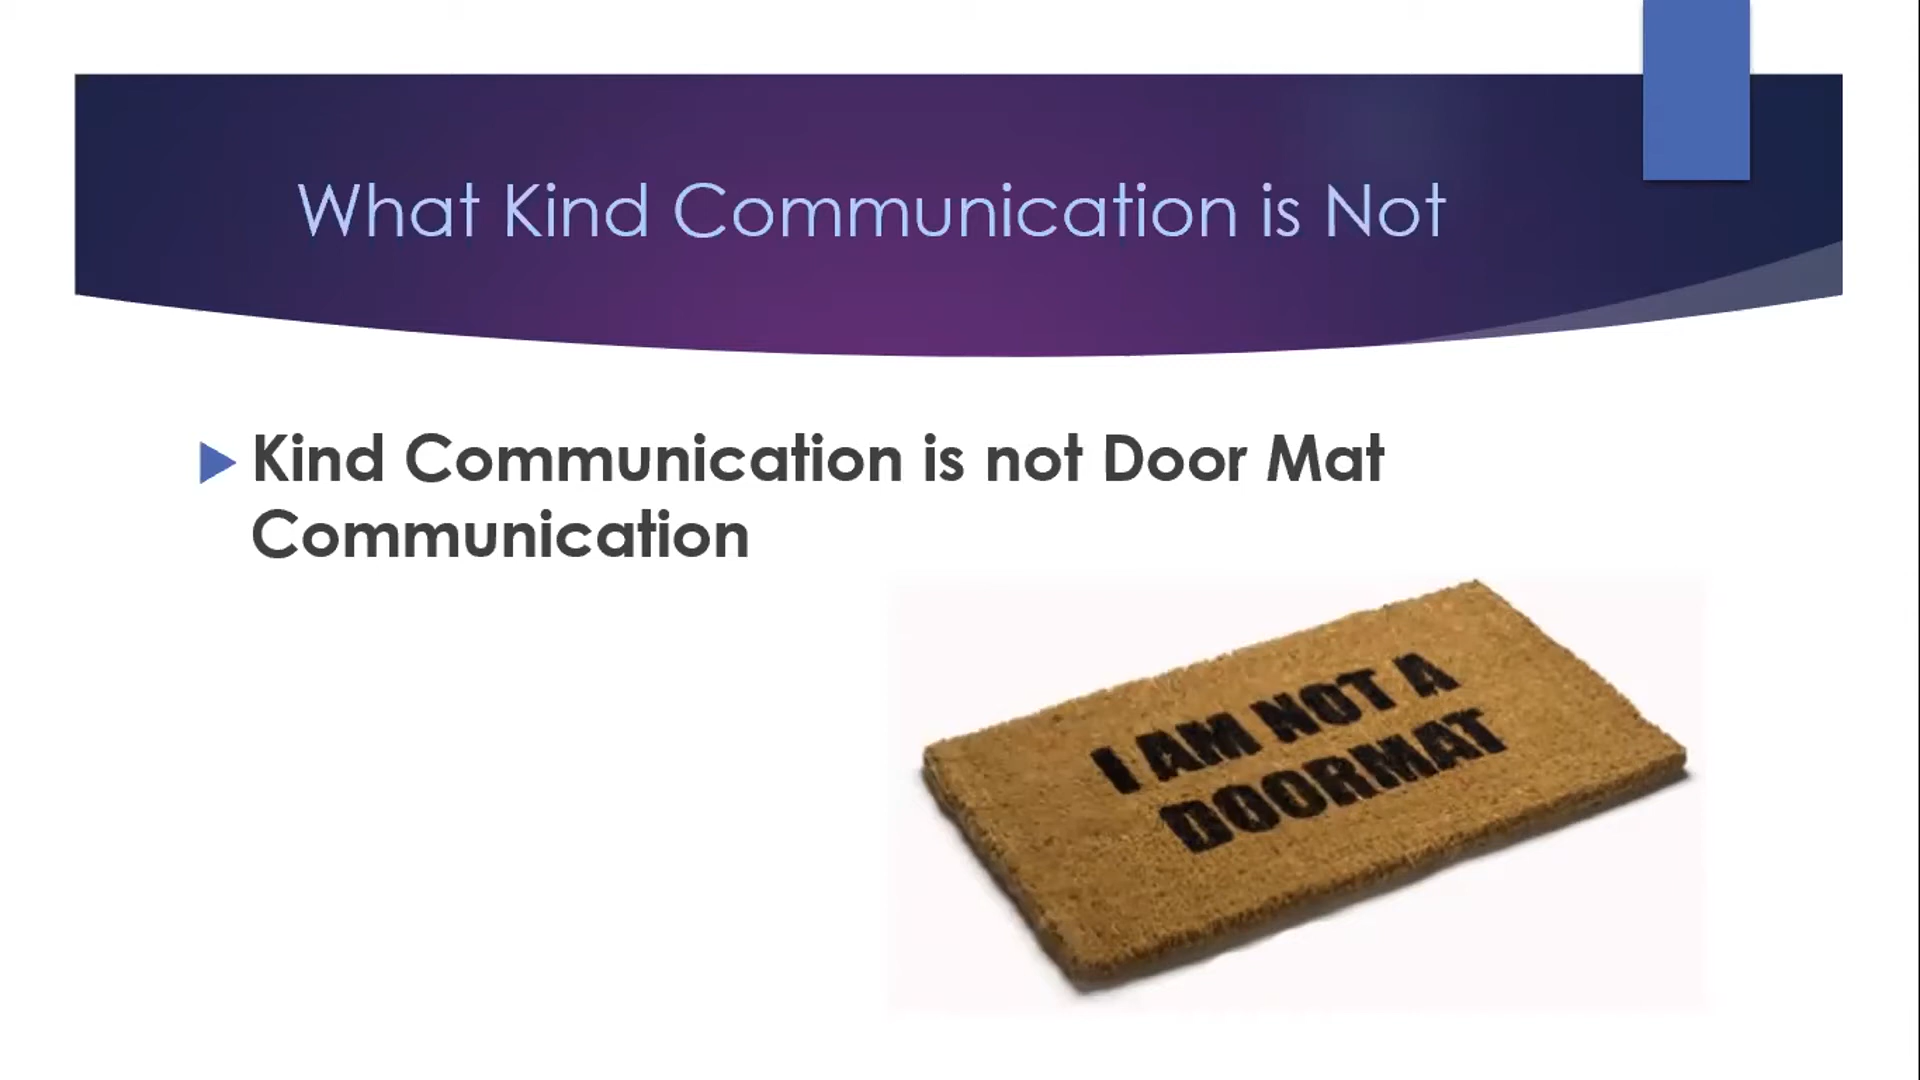 What Kind Communication is Not
Kind Communication is not Door Mat
Communication
I AM NOT A
DOORMAT